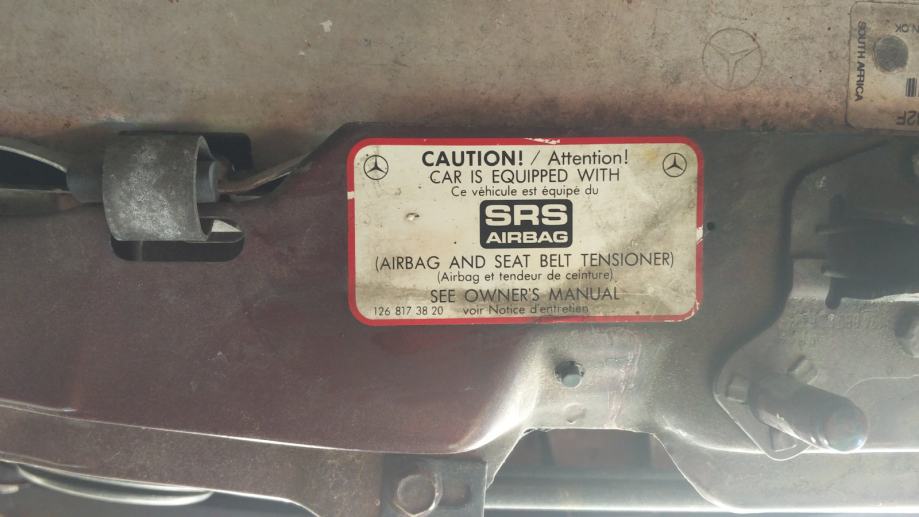 CAUTION! / Attention!
CAR IS EQUIPPED WITH
Ce véhicule est équipé du
SRS
AIRBAG
(AIRBAG AND SEAT BELT TENSIONER)
(Airbag et tendeur de ceinture)
SEE OWNER'S MANUAL
126 817 38 20 voir Notice d'entretien
SOUTH AFRICA